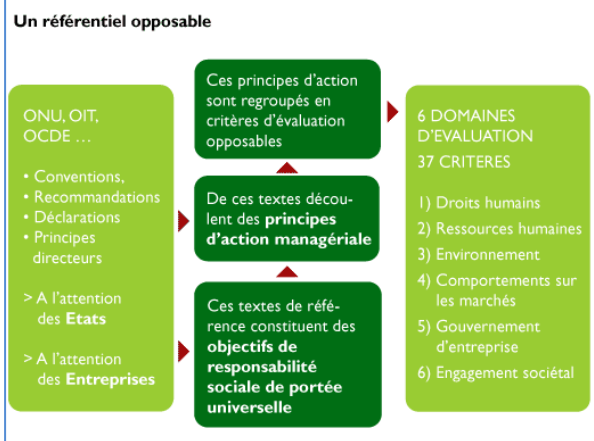 Un référentiel opposable
ONU, OIT,
OCDE ...
• Conventions,
• Recommandations
• Déclarations
• Principes
directeurs
> A l'attention
des Etats
> A l'attention
des Entreprises
Ces principes d'action
sont regroupés en
critères d'évaluation
opposables
De ces textes décou-
lent des principes
d'action managériale
Ces textes de réfé-
rence constituent des
objectifs de
responsabilité
sociale de portée
universelle
6 DOMAINES
D'EVALUATION
37 CRITERES
1) Droits humains
2) Ressources humaines
3) Environnement
4) Comportements sur
les marchés
5) Gouvernement
d'entreprise
6) Engagement sociétal